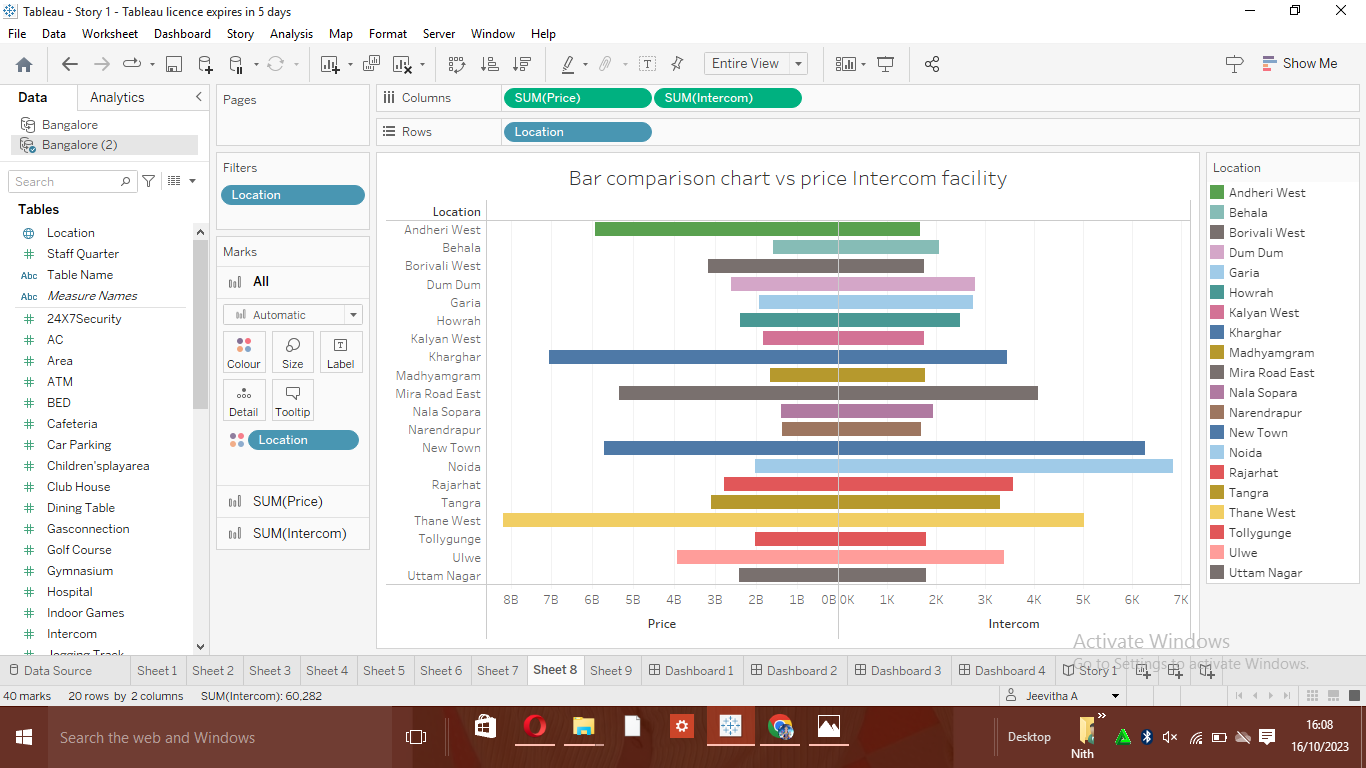 Tableau - Story 1 - Tableau licence expires in 5 days
File Data Worksheet Dashboard Story Analysis Map Format Server Window Help
Entire View
Show Me
Data Analytics
Bangalore
Bangalore (2)
Search
Tables
Location
Staff Quarter
Abc Table Name
Abc Measure Names
24X7Security
AC
Area
ATM
BED
Cafeteria
Car Parking
Children'splayarea
Club House
Dining Table
Gasconnection
Golf Course
Gymnasium
Hospital
Indoor Games
Intercom
Jogging Track
Pages
Filters
Location
Marks
All
Automatic
Colour Size Label
Detail Tooltip
Location
SUM(Price)
SUM(Intercom)
Columns SUM(Price) SUM(Intercom)
Rows Location
Bar comparison chart vs price Intercom facility
Location
Andheri West
Behala
Borivali West
Dum Dum
Garia
Howrah
Kalyan West
Kharghar
Madhyamgram
Mira Road East
Nala Sopara
Narendrapur
New Town
Noida
Rajarhat
Tangra
Thane West
Tollygunge
Ulwe
Uttam Nagar
8B 7B 6B 5B 4B 3B 2B 1B 0B 0K 1K 2K 3K 4K 5K 6K 7K
Price Intercom
Location
Andheri West
Behala
Borivali West
Dum Dum
Garia
Howrah
Kalyan West
Kharghar
Madhyamgram
Mira Road East
Nala Sopara
Narendrapur
New Town
Noida
Rajarhat
Tangra
Thane West
Tollygunge
Ulwe
Uttam Nagar
Activate Windows
Go to Settings to activate Windows.
Data Source Sheet 1 Sheet 2 Sheet 3 Sheet 4 Sheet 5 Sheet 6 Sheet 7 Sheet 8 Sheet 9 Dashboard 1 Dashboard 2 Dashboard 3 Dashboard 4 Story 1
40 marks 20 rows by 2 columns SUM(Intercom): 60.282 Jeevitha A
Search the web and Windows
Desktop
Nith
16:08
16/10/2023